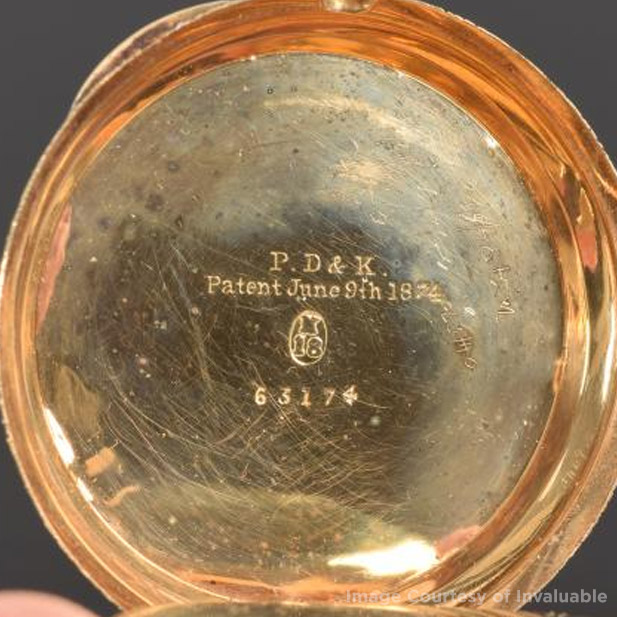 P. D & K.
Patent June 9th 1874
18
63174
Image Courtesy of Invaluable